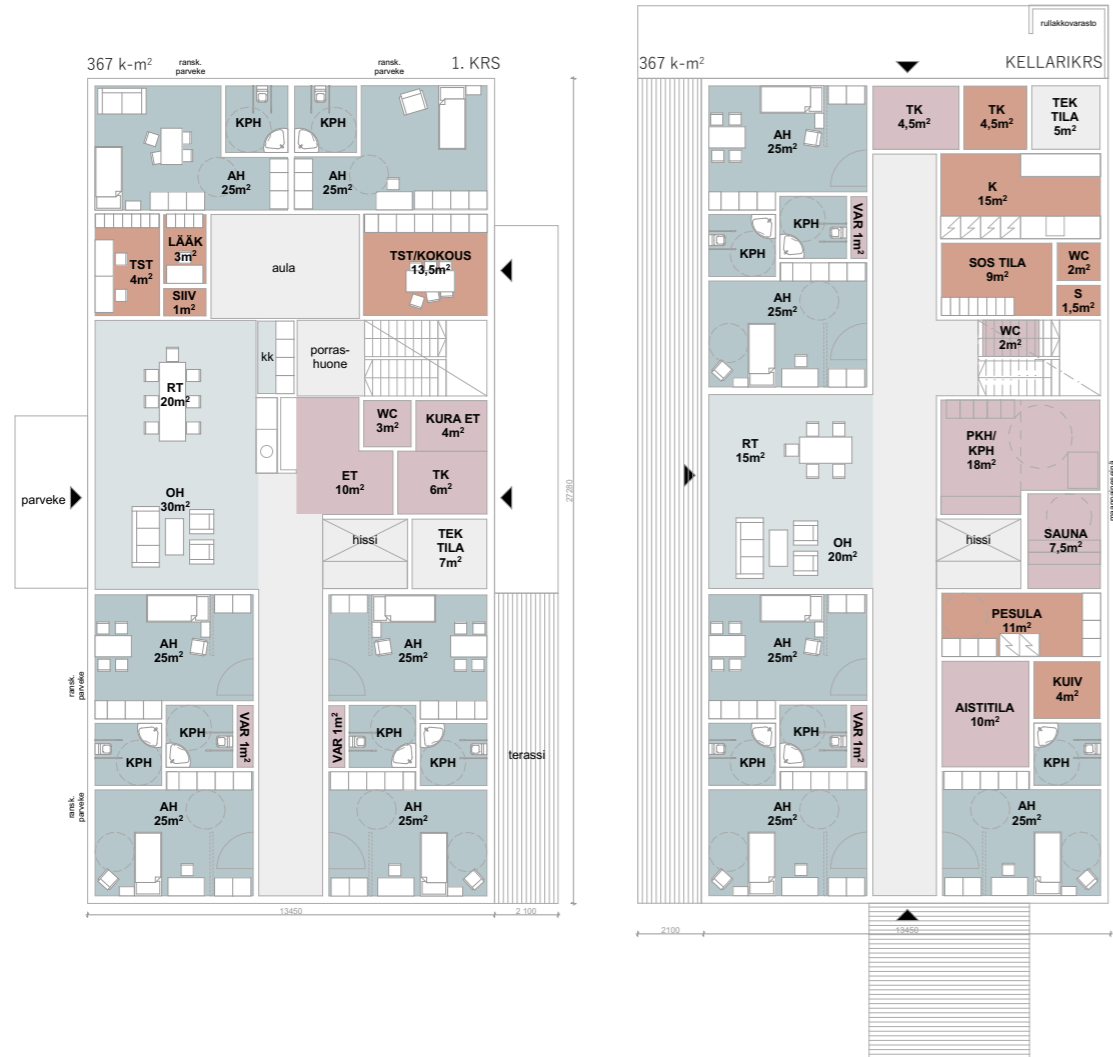 367 k-m²
ransk.
parveke
ransk.
parveke
1. KRS
KPH
KPH
AH
25m²
AH
25m²
TST
4m²
LÄÄK
3m²
SIIV
1m²
aula
TST/KOKOUS
13,5m²
RT
20m²
kk
porras-
huone
WC
3m²
KURA ET
4m²
ET
10m²
TK
6m²
parveke
OH
30m²
hissi
TEK
TILA
7m²
27280
AH
25m²
AH
25m²
ransk.
parveke
KPH
VAR 1m²
VAR 1m²
KPH
KPH
KPH
terassi
ransk.
parveke
AH
25m²
AH
25m²
13450
2 100
rullakkovarasto
367 k-m²
KELLARIKRS
AH
25m²
TK
4,5m²
TK
4,5m²
TEK
TILA
5m²
K
15m²
KPH
VAR 1m²
KPH
SOS TILA
9m²
WC
2m²
S
1,5m²
AH
25m²
WC
2m²
RT
15m²
PKH/
KPH
18m²
OH
20m²
hissi
SAUNA
7,5m²
maanpaineseinä
AH
25m²
PESULA
11m²
AISTITILA
10m²
KUIV
4m²
KPH
VAR 1m²
KPH
KPH
AH
25m²
AH
25m²
2100
13450